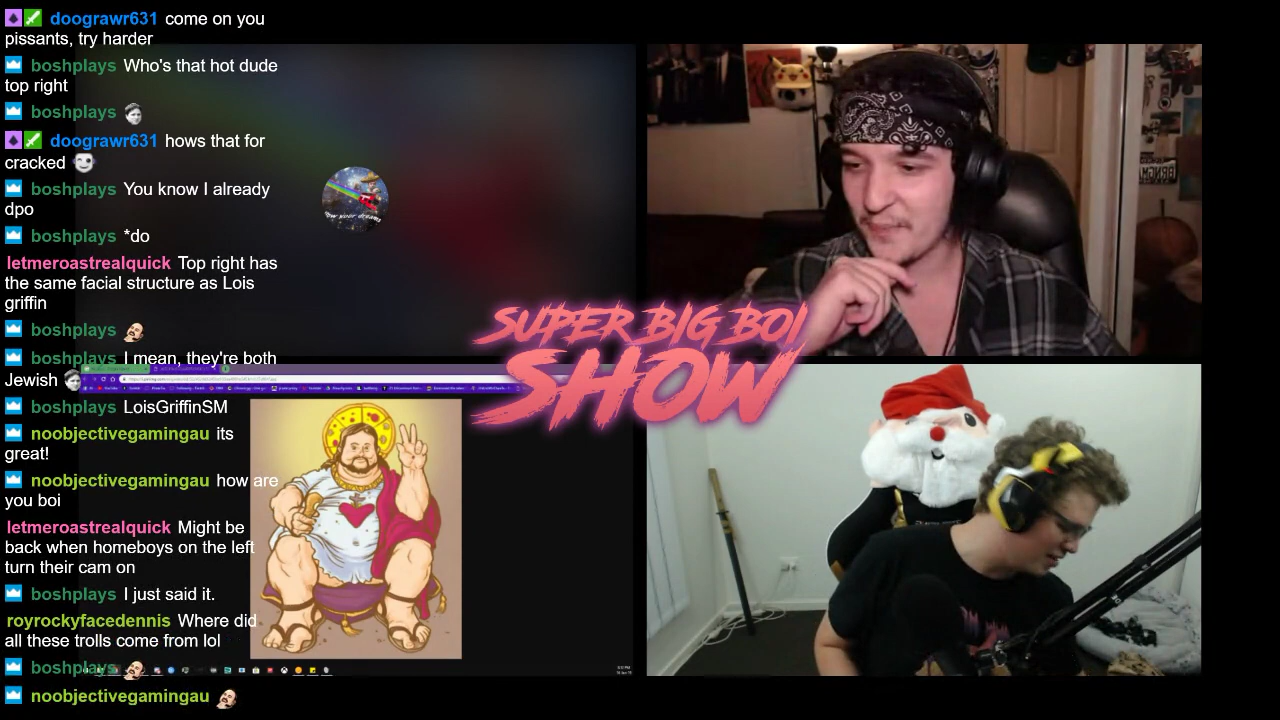 doograwr631 come on you
pissants, try harder
boshplays Who's that hot dude
top right
boshplays
doograwr631 hows that for
cracked
boshplays You know I already
dpo
boshplays *do
letmeroastrealquick Top right has
the same facial structure as Lois
griffin
boshplays
boshplays I mean, they're both
Jewish
boshplays LoisGriffinSM
noobjectivegamingau its
great!
noobjectivegamingau how are
you boi
letmeroastrealquick Might be
back when homeboys on the left
turn their cam on
boshplays I just said it.
royrockyfacedennis Where did
all these trolls come from lol
boshplays
noobjectivegamingau
your dreams
SUPER BIG BOI
SHOW